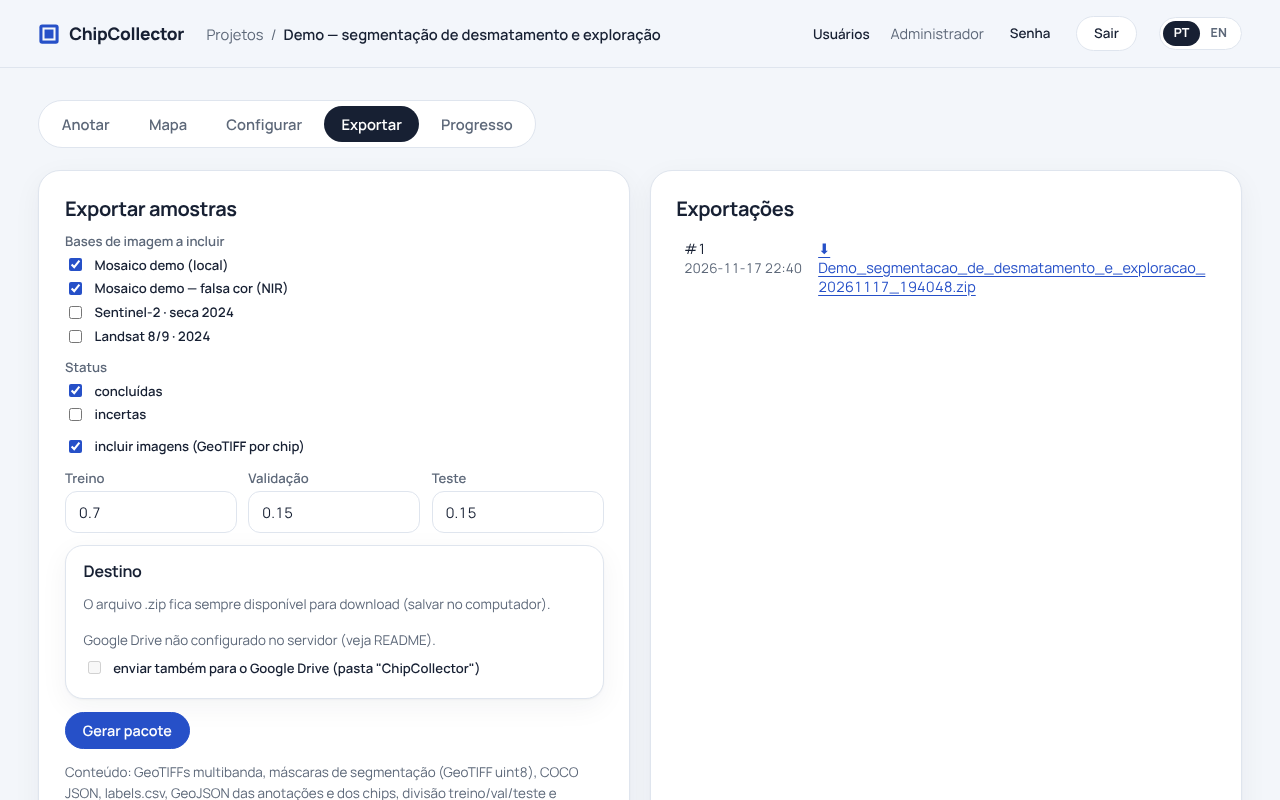 ChipCollector
Projetos / Demo — segmentação de desmatamento e exploração
Usuários
Administrador
Senha
Sair
PT
EN
Anotar
Mapa
Configurar
Exportar
Progresso
Exportar amostras
Bases de imagem a incluir
Mosaico demo (local)
Mosaico demo — falsa cor (NIR)
Sentinel-2 · seca 2024
Landsat 8/9 · 2024
Status
concluídas
incertas
incluir imagens (GeoTIFF por chip)
Treino
Validação
Teste
0.7
0.15
0.15
Destino
O arquivo .zip fica sempre disponível para download (salvar no computador).
Google Drive não configurado no servidor (veja README).
enviar também para o Google Drive (pasta "ChipCollector")
Gerar pacote
Conteúdo: GeoTIFFs multibanda, máscaras de segmentação (GeoTIFF uint8), COCO
JSON, labels.csv, GeoJSON das anotações e dos chips, divisão treino/val/teste e
Exportações
#1
2026-11-17 22:40
⬇
Demo_segmentacao_de_desmatamento_e_exploracao_
20261117_194048.zip